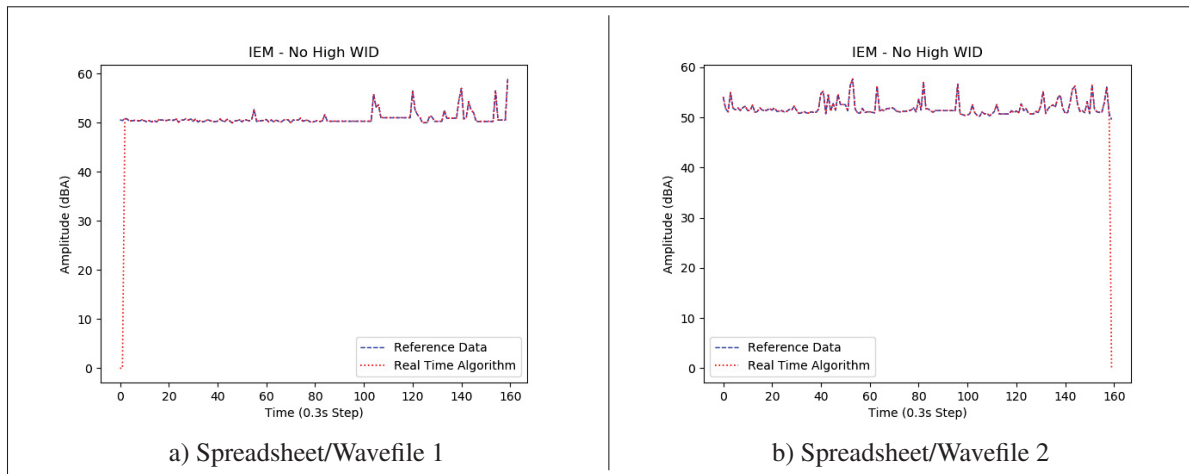 IEM - No High WID
60
50
40
30
20
10
0
Amplitude (dBA)
Reference Data
Real Time Algorithm
0 20 40 60 80 100 120 140 160
Time (0.3s Step)
a) Spreadsheet/Wavefile 1
IEM - No High WID
60
50
40
30
20
10
0
Amplitude (dBA)
Reference Data
Real Time Algorithm
0 20 40 60 80 100 120 140 160
Time (0.3s Step)
b) Spreadsheet/Wavefile 2